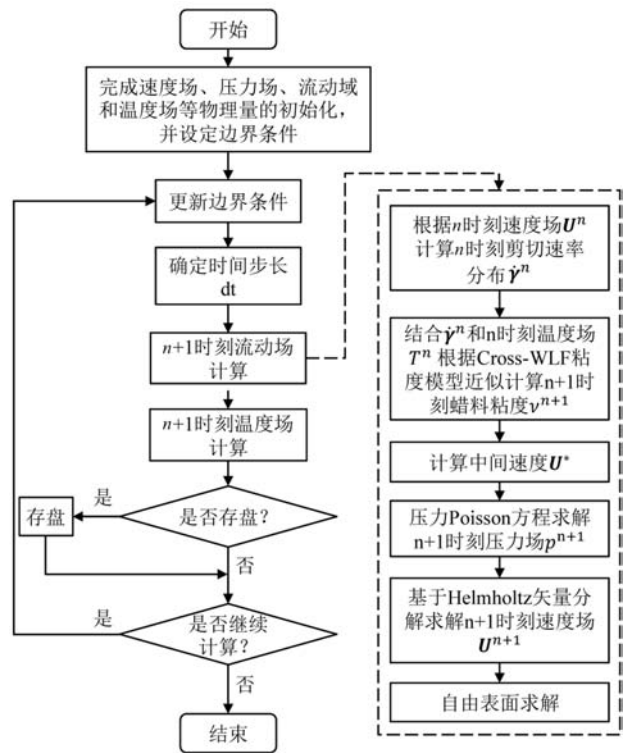 开始
完成速度场、压力场、流动域
和温度场等物理量的初始化，
并设定边界条件
更新边界条件
确定时间步长
dt
n+1时刻流动场
计算
n+1时刻温度场
计算
是
存盘
是否存盘？
否
是
是否继续
计算？
否
结束
根据n时刻速度场Uⁿ
计算n时刻剪切速率
分布γ̇ⁿ
结合γ̇ⁿ和n时刻温度场
Tⁿ 根据Cross-WLF粘
度模型近似计算n+1时
刻蜡料粘度νⁿ⁺¹
计算中间速度U*
压力Poisson方程求解
n+1时刻压力场pⁿ⁺¹
基于Helmholtz矢量分
解求解n+1时刻速度场
Uⁿ⁺¹
自由表面求解